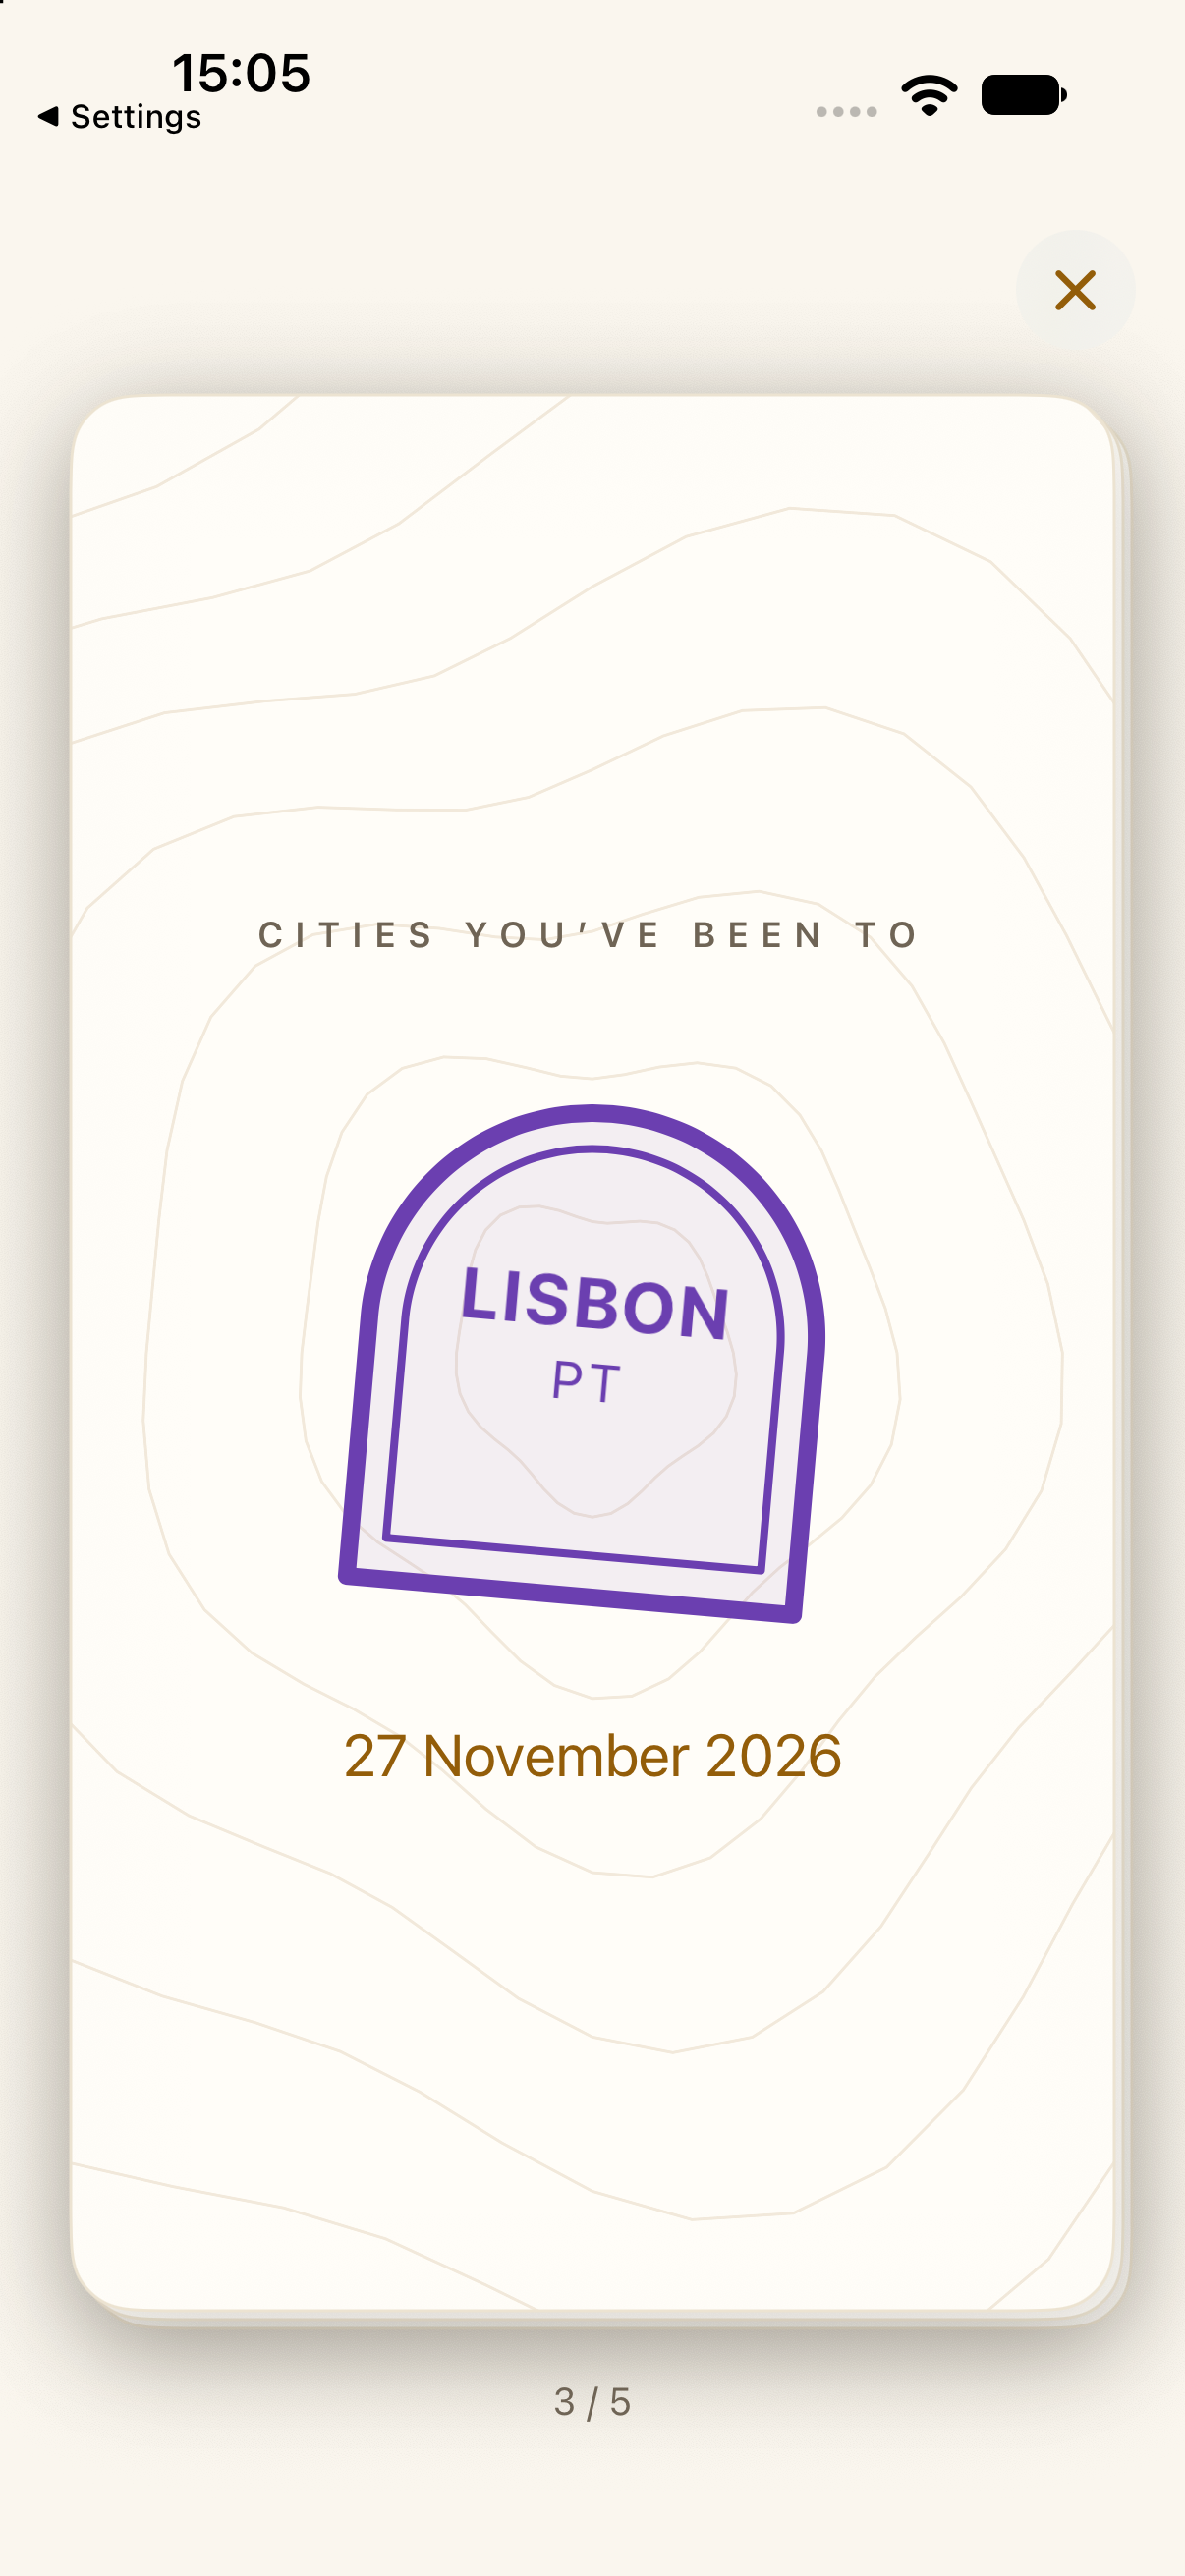 15:05
Settings
CITIES YOU’VE BEEN TO
LISBON
PT
27 November 2026
3 / 5